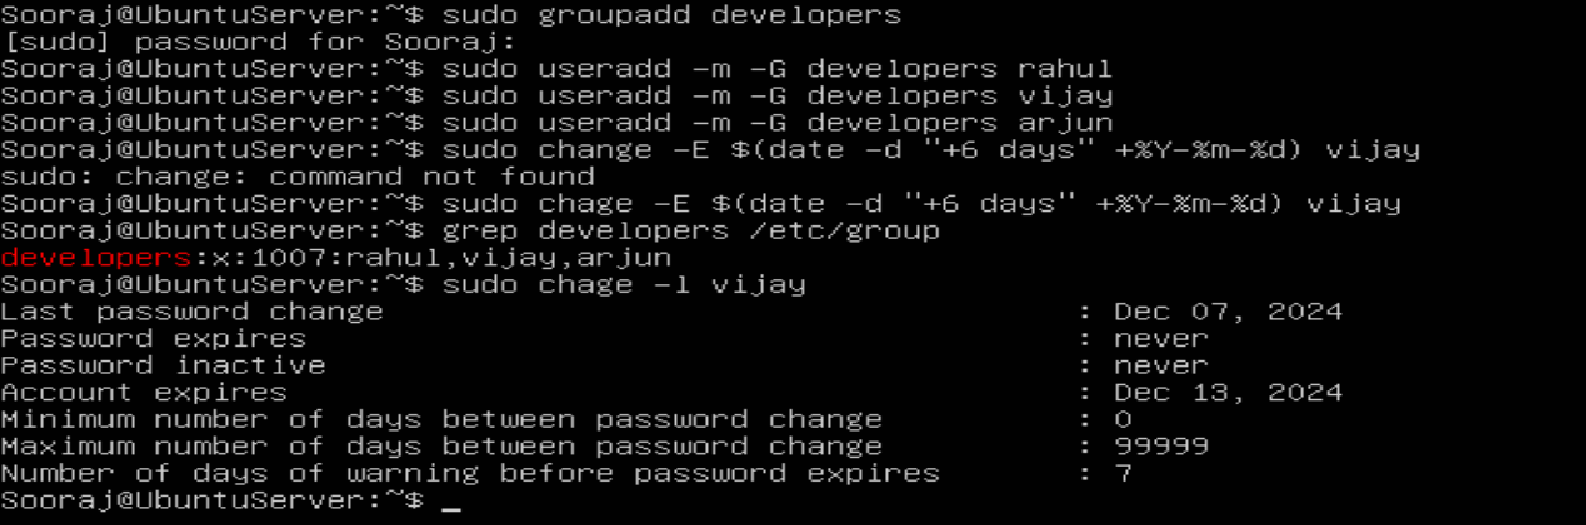 Sooraj@UbuntuServer:~$ sudo groupadd developers
[sudo] password for Sooraj:
Sooraj@UbuntuServer:~$ sudo useradd -m -G developers rahul
Sooraj@UbuntuServer:~$ sudo useradd -m -G developers vijay
Sooraj@UbuntuServer:~$ sudo useradd -m -G developers arjun
Sooraj@UbuntuServer:~$ sudo change -E $(date -d "+6 days" +%Y-%m-%d) vijay
sudo: change: command not found
Sooraj@UbuntuServer:~$ sudo chage -E $(date -d "+6 days" +%Y-%m-%d) vijay
Sooraj@UbuntuServer:~$ grep developers /etc/group
developers:x:1007:rahul,vijay,arjun
Sooraj@UbuntuServer:~$ sudo chage -l vijay
Last password change : Dec 07, 2024
Password expires : never
Password inactive : never
Account expires : Dec 13, 2024
Minimum number of days between password change : 0
Maximum number of days between password change : 99999
Number of days of warning before password expires : 7
Sooraj@UbuntuServer:~$ _